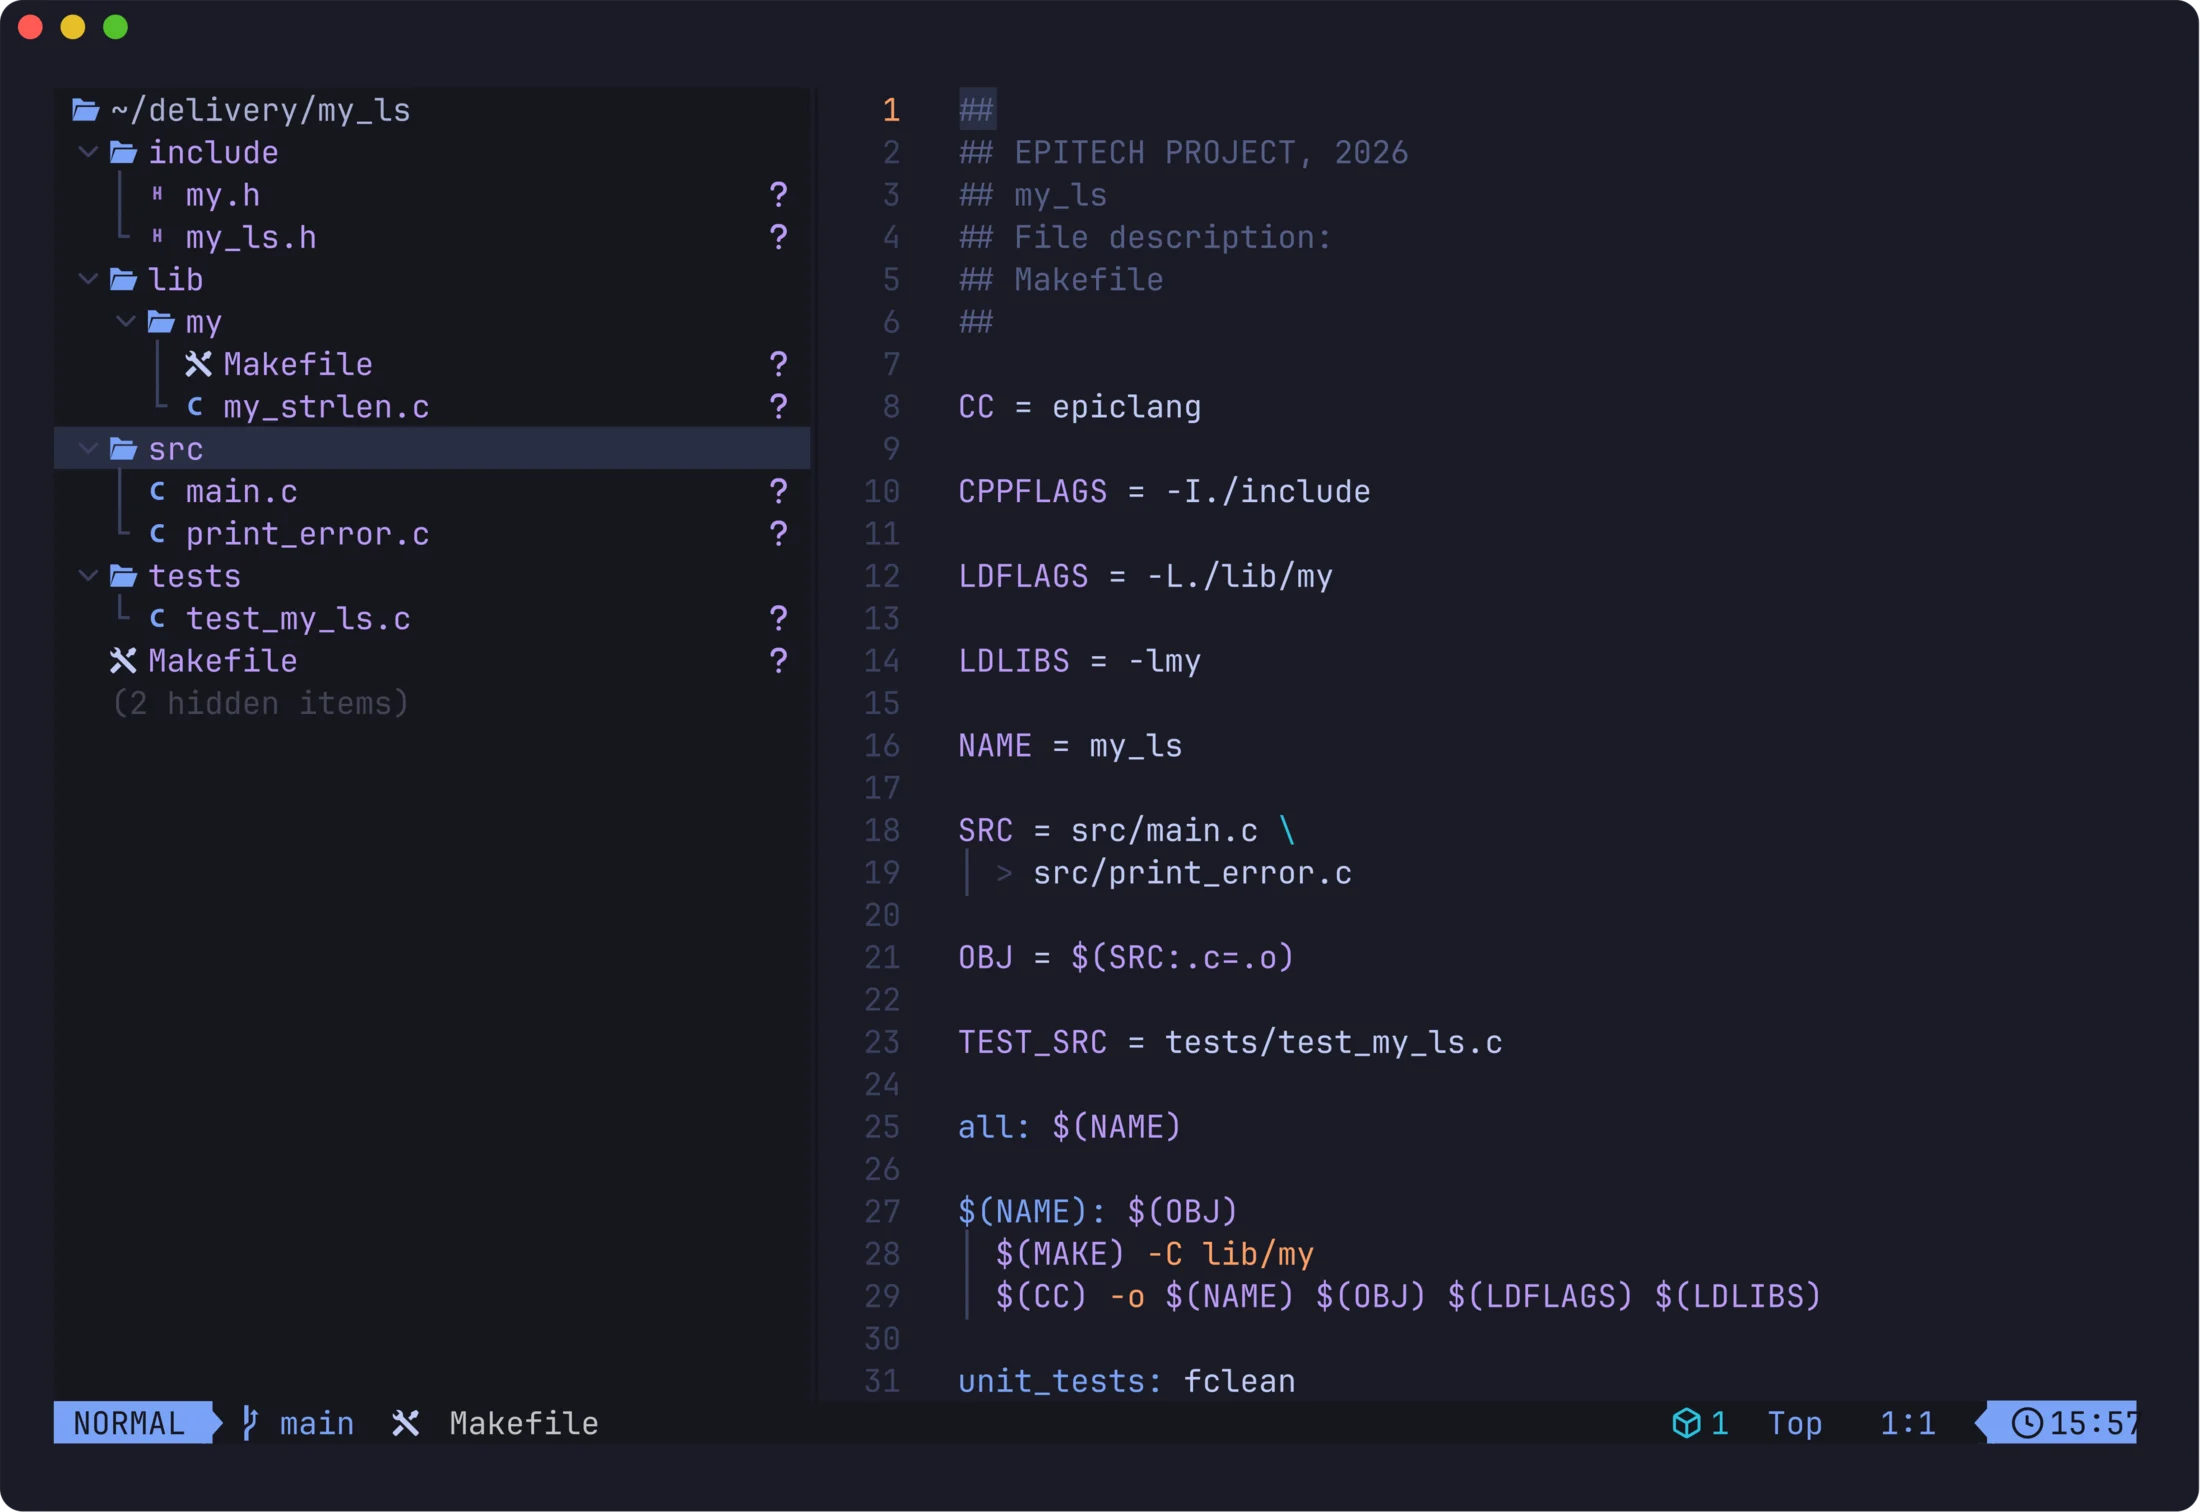 ~/delivery/my_ls
include
my.h ?
my_ls.h ?
lib
my
Makefile ?
my_strlen.c ?
src
main.c ?
print_error.c ?
tests
test_my_ls.c ?
Makefile ?
(2 hidden items)
1 ##
2 ## EPITECH PROJECT, 2026
3 ## my_ls
4 ## File description:
5 ## Makefile
6 ##
7
8 CC = epiclang
9
10 CPPFLAGS = -I./include
11
12 LDFLAGS = -L./lib/my
13
14 LDLIBS = -lmy
15
16 NAME = my_ls
17
18 SRC = src/main.c \
19 > src/print_error.c
20
21 OBJ = $(SRC:.c=.o)
22
23 TEST_SRC = tests/test_my_ls.c
24
25 all: $(NAME)
26
27 $(NAME): $(OBJ)
28 $(MAKE) -C lib/my
29 $(CC) -o $(NAME) $(OBJ) $(LDFLAGS) $(LDLIBS)
30
31 unit_tests: fclean
NORMAL main Makefile 1 Top 1:1 15:57